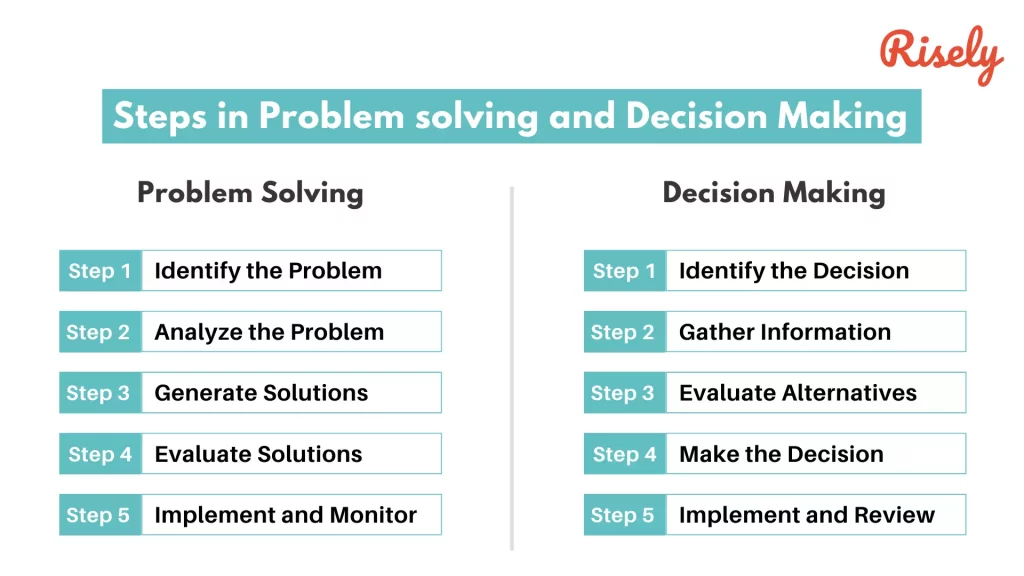 Risely
Steps in Problem solving and Decision Making
Problem Solving
Step 1 Identify the Problem
Step 2 Analyze the Problem
Step 3 Generate Solutions
Step 4 Evaluate Solutions
Step 5 Implement and Monitor
Decision Making
Step 1 Identify the Decision
Step 2 Gather Information
Step 3 Evaluate Alternatives
Step 4 Make the Decision
Step 5 Implement and Review